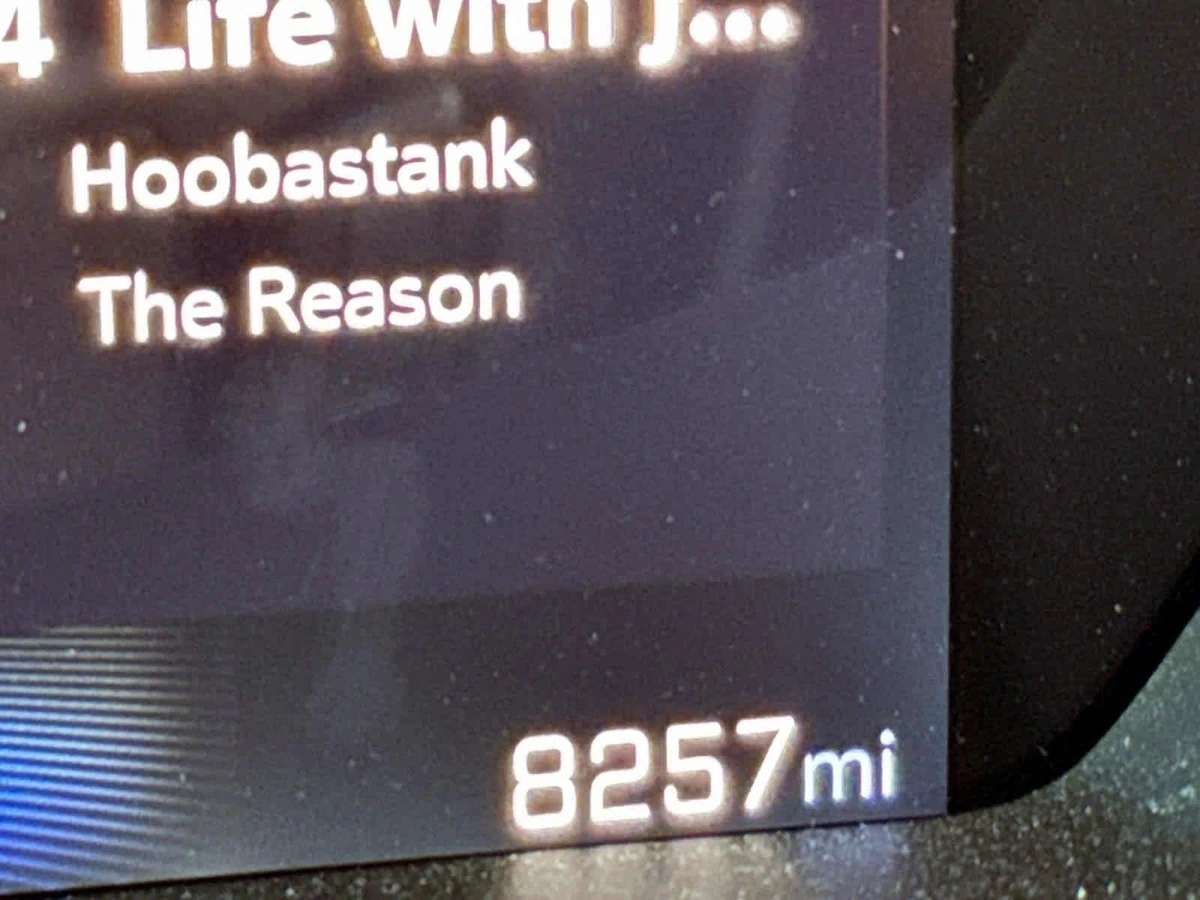 4 Life with J...
Hoobastank
The Reason
8257mi